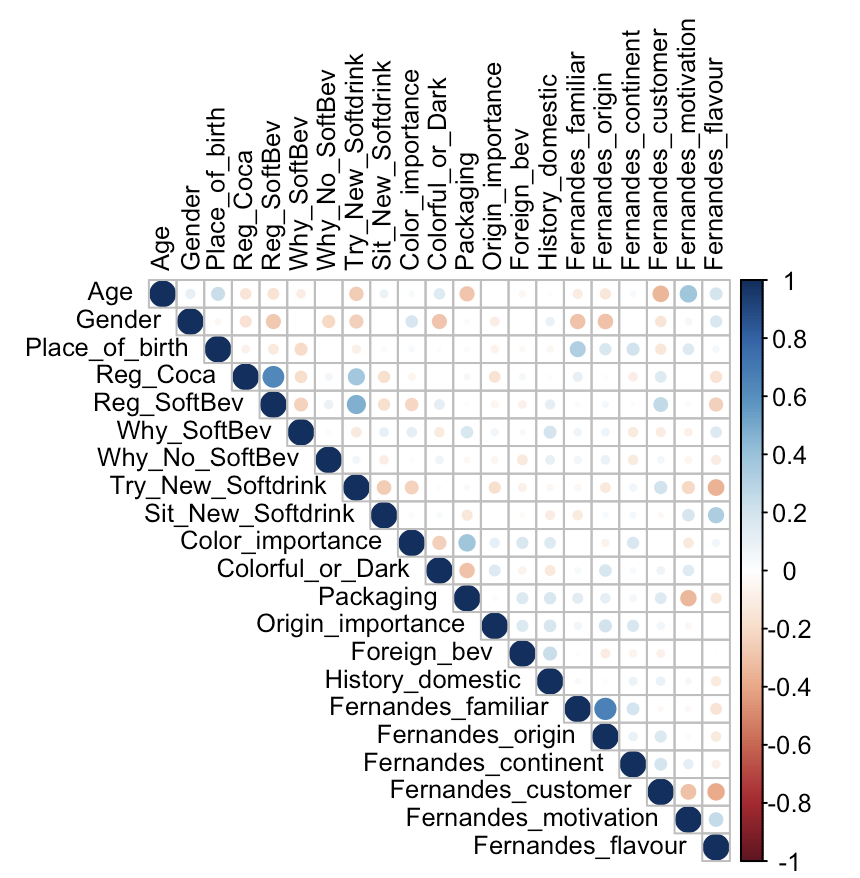 Age
Gender
Place_of_birth
Reg_Coca
Reg_SoftBev
Why_SoftBev
Why_No_SoftBev
Try_New_Softdrink
Sit_New_Softdrink
Color_importance
Colorful_or_Dark
Packaging
Origin_importance
Foreign_bev
History_domestic
Fernandes_familiar
Fernandes_origin
Fernandes_continent
Fernandes_customer
Fernandes_motivation
Fernandes_flavour
Age
Gender
Place_of_birth
Reg_Coca
Reg_SoftBev
Why_SoftBev
Why_No_SoftBev
Try_New_Softdrink
Sit_New_Softdrink
Color_importance
Colorful_or_Dark
Packaging
Origin_importance
Foreign_bev
History_domestic
Fernandes_familiar
Fernandes_origin
Fernandes_continent
Fernandes_customer
Fernandes_motivation
Fernandes_flavour
1
0.8
0.6
0.4
0.2
0
-0.2
-0.4
-0.6
-0.8
-1